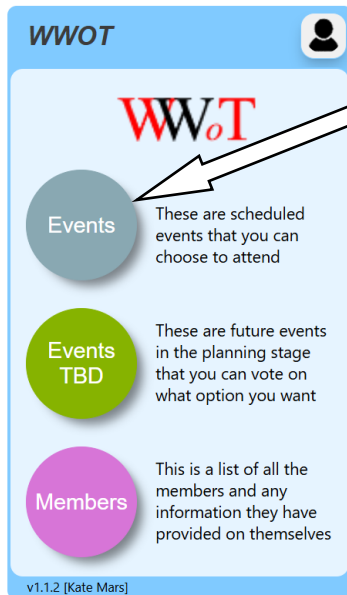 WWOT
WWoT
Events
These are scheduled
events that you can
choose to attend
Events
TBD
These are future events
in the planning stage
that you can vote on
what option you want
Members
This is a list of all the
members and any
information they have
provided on themselves
v1.1.2 [Kate Mars]